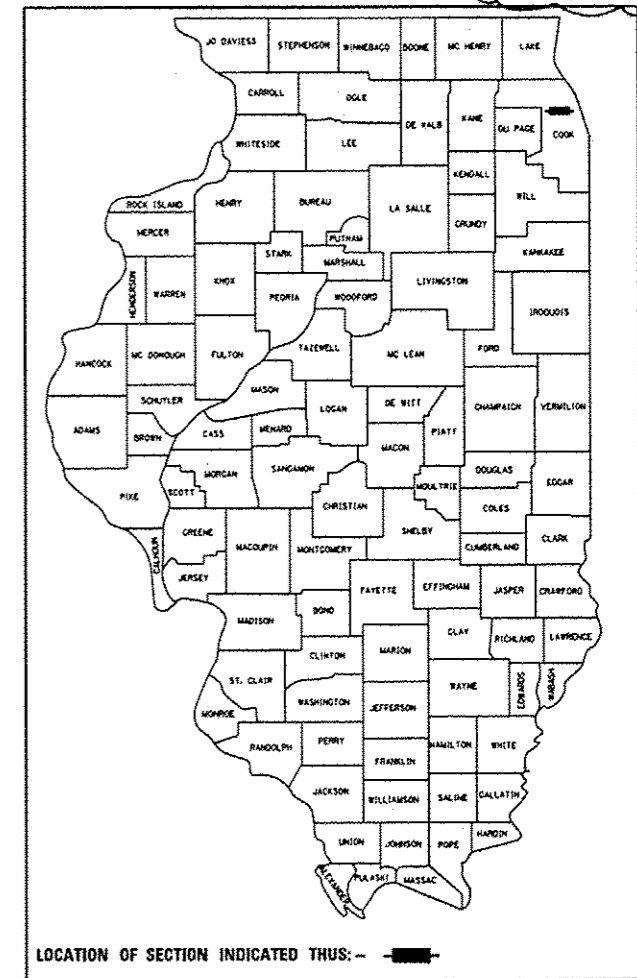 JO DAVIESS STEPHENSON WINNEBAGO BOONE MC HENRY LAKE
CARROLL OGLE DE KALB KANE DU PAGE COOK
WHITESIDE LEE
KENDALL
ROCK ISLAND HENRY BUREAU LA SALLE GRUNDY WILL
MERCER PUTNAM
STARK MARSHALL KANKAKEE
HENDERSON WARREN KNOX PEORIA WOODFORD LIVINGSTON IROQUOIS
HANCOCK MC DONOUGH FULTON TAZEWELL MC LEAN FORD
MASON
SCHUYLER LOGAN DE WITT CHAMPAIGN VERMILION
ADAMS BROWN CASS MENARD MACON PIATT
PIKE SCOTT MORGAN SANGAMON MOULTRIE DOUGLAS EDGAR
CHRISTIAN COLES
CALHOUN GREENE MACOUPIN MONTGOMERY SHELBY CUMBERLAND CLARK
JERSEY FAYETTE EFFINGHAM JASPER CRAWFORD
MADISON BOND CLAY RICHLAND LAWRENCE
CLINTON MARION
ST. CLAIR WAYNE EDWARDS WABASH
MONROE WASHINGTON JEFFERSON
RANDOLPH PERRY HAMILTON WHITE
FRANKLIN
JACKSON WILLIAMSON SALINE GALLATIN
UNION JOHNSON POPE HARDIN
ALEXANDER PULASKI MASSAC
LOCATION OF SECTION INDICATED THUS: –